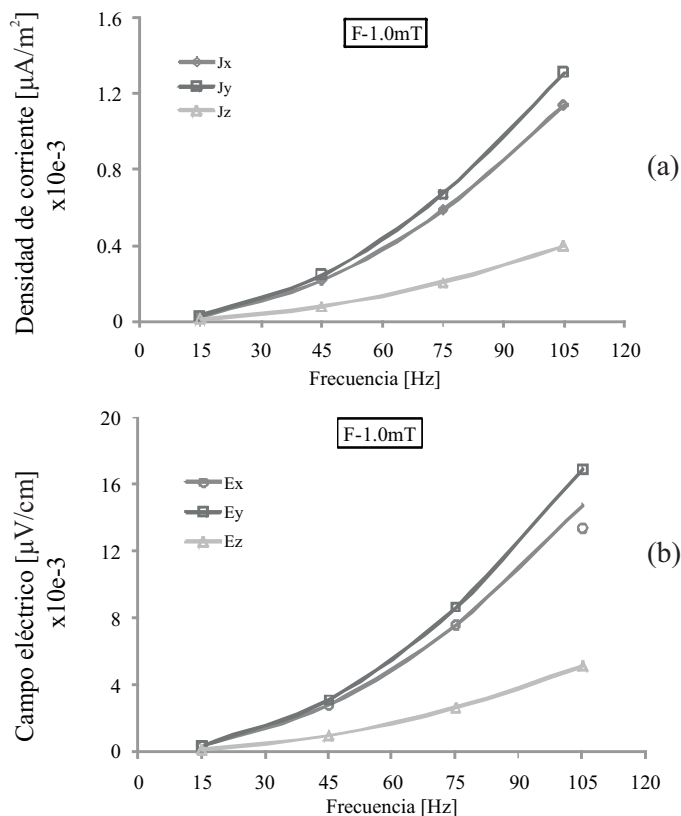 1.6
F-1.0mT
Jx
Jy
Jz
1.2
0.8
0.4
0
Densidad de corriente [µA/m²]
x10e-3
(a)
0 15 30 45 60 75 90 105 120
Frecuencia [Hz]
20
F-1.0mT
Ex
Ey
Ez
16
12
8
4
0
Campo eléctrico [µV/cm]
x10e-3
(b)
0 15 30 45 60 75 90 105 120
Frecuencia [Hz]